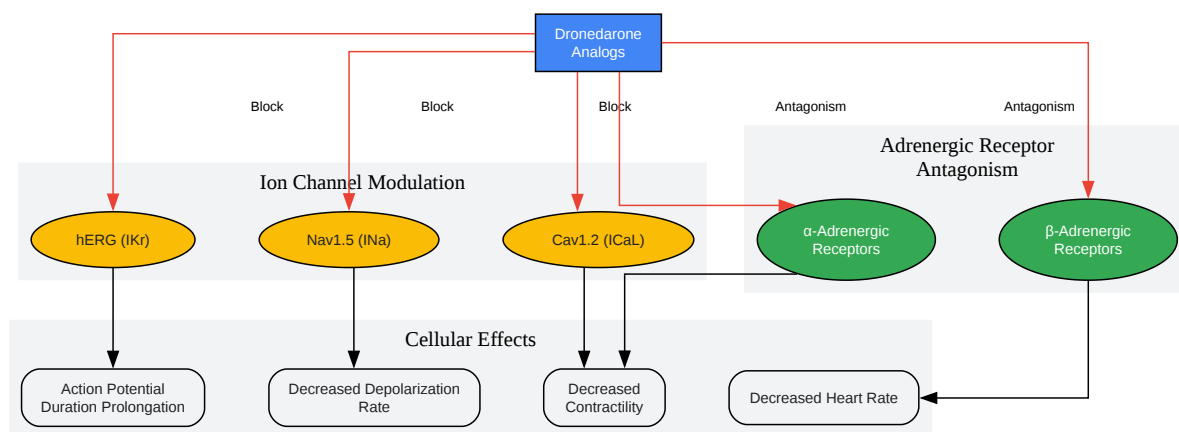 Dronedarone
Analogs
Block
Block
Block
Antagonism
Antagonism
Adrenergic Receptor
Antagonism
Ion Channel Modulation
hERG (IKr)
Nav1.5 (INa)
Cav1.2 (ICaL)
α-Adrenergic
Receptors
β-Adrenergic
Receptors
Cellular Effects
Action Potential
Duration Prolongation
Decreased Depolarization
Rate
Decreased
Contractility
Decreased Heart Rate